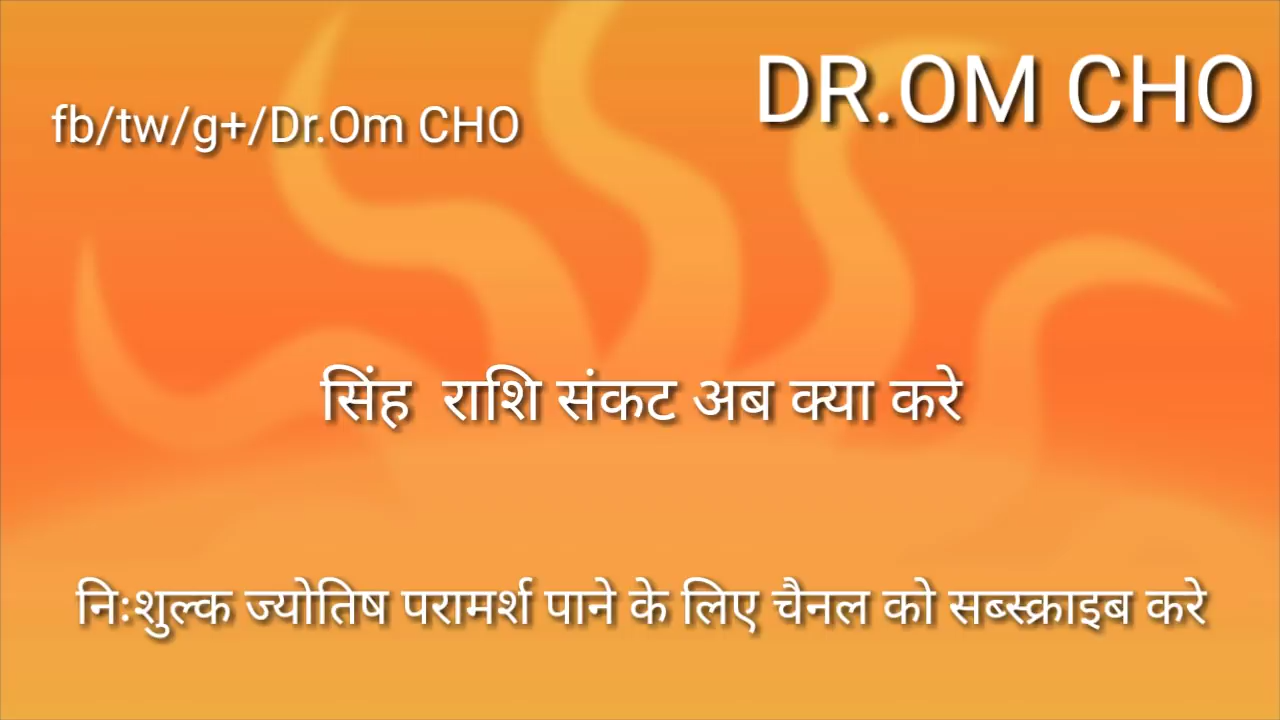 DR.OM CHO
fb/tw/g+/Dr.Om CHO
सिंह राशि संकट अब क्या करे
निःशुल्क ज्योतिष परामर्श पाने के लिए चैनल को सब्स्क्राइब करे